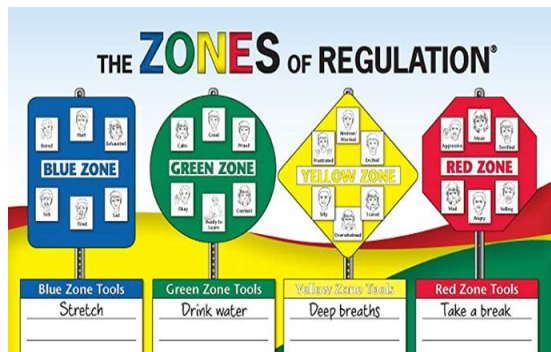 THE ZONES OF REGULATION®
Bored
Hurt
Exhausted
BLUE ZONE
Sick
Tired
Sad
Calm
Good
Proud
GREEN ZONE
Okay
Ready to
Learn
Content
Frustrated
Anxious/
Worried
Excited
YELLOW ZONE
Silly
Overwhelmed
Scared
Aggressive
Mean
Terrified
RED ZONE
Mad
Angry
Yelling
Blue Zone Tools
Stretch
Green Zone Tools
Drink water
Yellow Zone Tools
Deep breaths
Red Zone Tools
Take a break